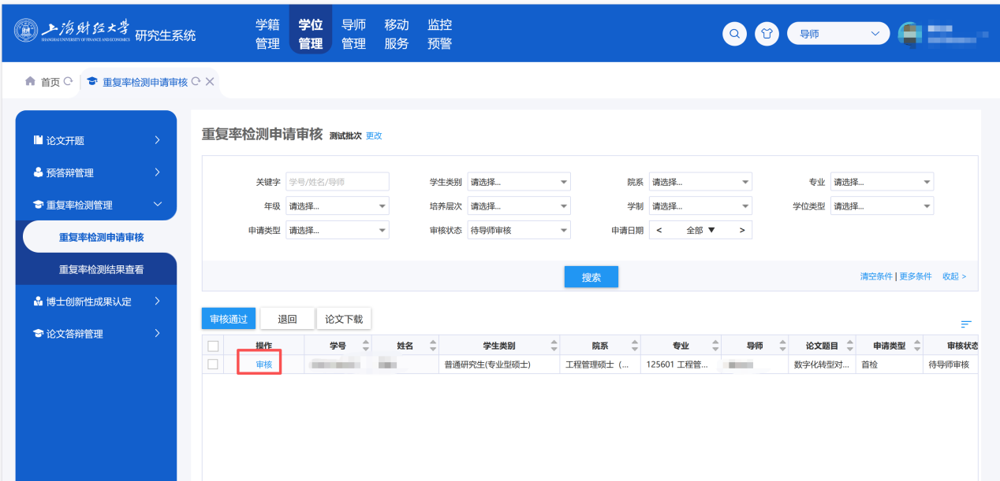 上海财经大学
SHANGHAI UNIVERSITY OF FINANCE AND ECONOMICS
研究生系统
学籍管理 学位管理 导师管理 移动服务 监控预警
导师
首页 重复率检测申请审核
论文开题
预答辩管理
重复率检测管理
重复率检测申请审核
重复率检测结果查看
博士创新性成果认定
论文答辩管理
重复率检测申请审核 测试批次 更改
关键字 学号/姓名/导师 学生类别 请选择... 院系 请选择... 专业 请选择...
年级 请选择... 培养层次 请选择... 学制 请选择... 学位类型 请选择...
申请类型 请选择... 审核状态 待导师审核 申请日期 < 全部 ▼ >
搜索
清空条件 | 更多条件 收起 >
审核通过 退回 论文下载
操作 学号 姓名 学生类别 院系 专业 导师 论文题目 申请类型 审核状态
审核 普通研究生(专业型硕士) 工程管理硕士（... 125601 工程管... 数字化转型对... 首检 待导师审核